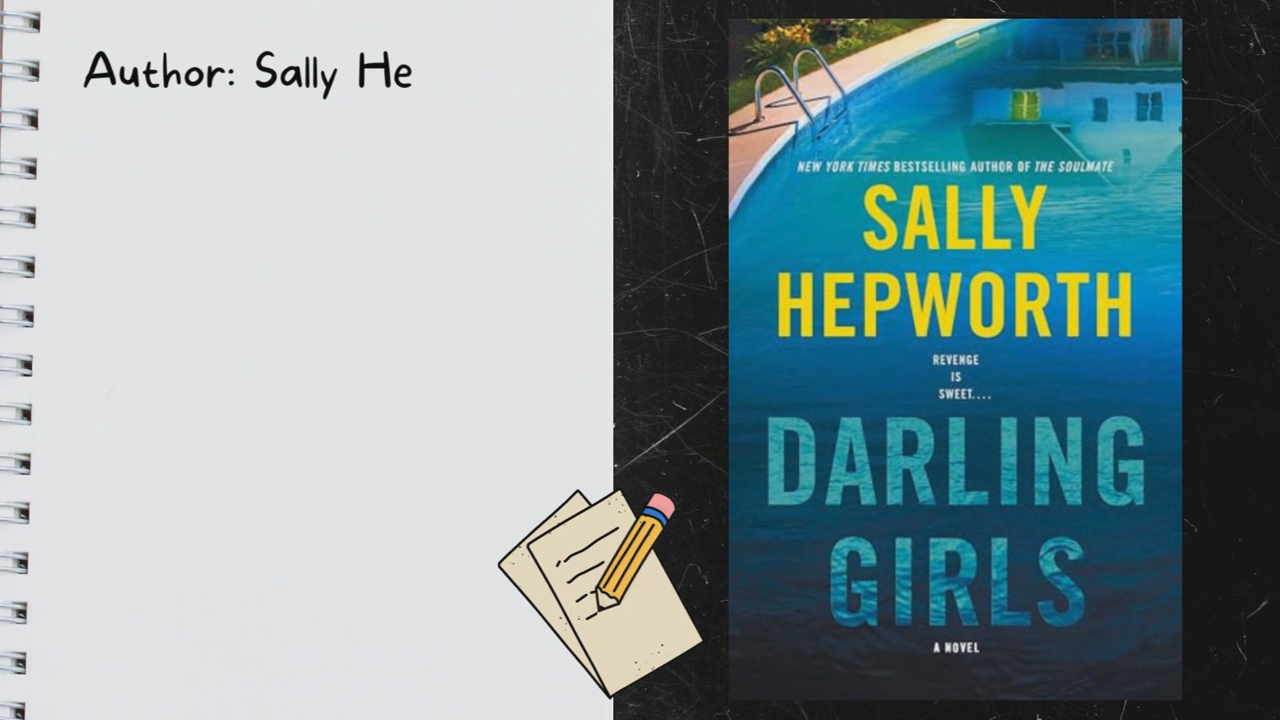 Author: Sally He
NEW YORK TIMES BESTSELLING AUTHOR OF THE SOULMATE
SALLY
HEPWORTH
REVENGE
IS
SWEET....
DARLING
GIRLS
A NOVEL